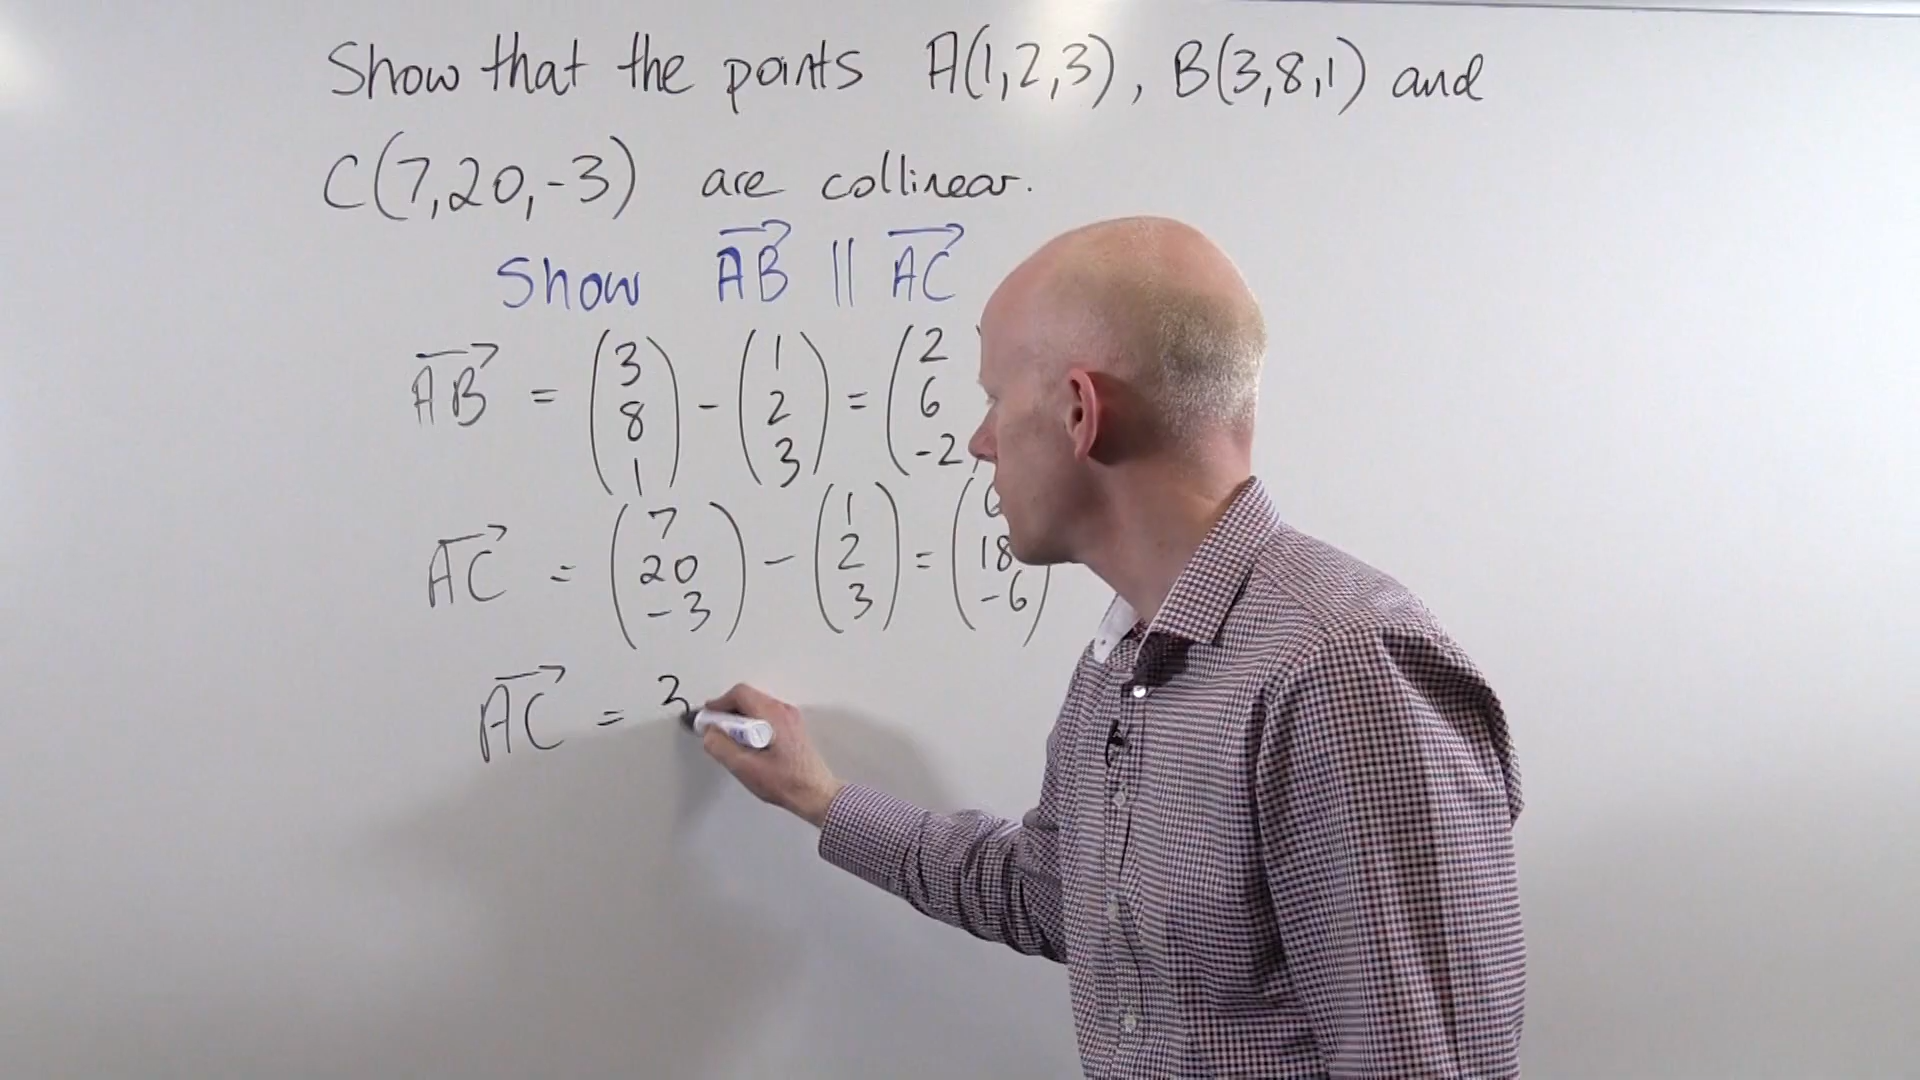 Show that the points A(1,2,3), B(3,8,1) and
C(7,20,-3) are collinear.
Show AB || AC
AB = (3 8 1) - (1 2 3) = (2 6 -2)
AC = (7 20 -3) - (1 2 3) = (6 18 -6)
AC = 3